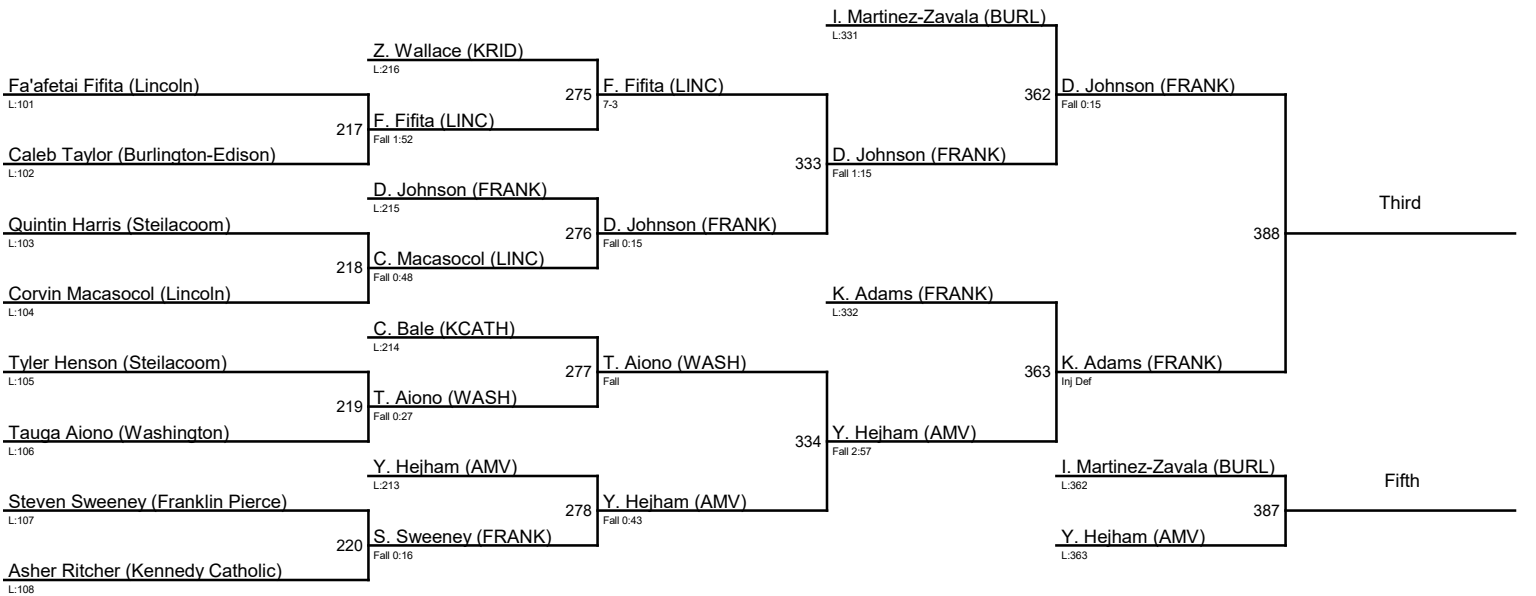 I. Martinez-Zavala (BURL)
L:331
Z. Wallace (KRID)
L:216
Fa'afetai Fifita (Lincoln)
L:101
275
F. Fifita (LINC)
7-3
362
D. Johnson (FRANK)
Fall 0:15
217
F. Fifita (LINC)
Fall 1:52
Caleb Taylor (Burlington-Edison)
L:102
333
D. Johnson (FRANK)
Fall 1:15
D. Johnson (FRANK)
L:215
Third
Quintin Harris (Steilacoom)
L:103
276
D. Johnson (FRANK)
Fall 0:15
388
218
C. Macasocol (LINC)
Fall 0:48
Corvin Macasocol (Lincoln)
L:104
K. Adams (FRANK)
L:332
C. Bale (KCATH)
L:214
Tyler Henson (Steilacoom)
L:105
277
T. Aiono (WASH)
Fall
363
K. Adams (FRANK)
Inj Def
219
T. Aiono (WASH)
Fall 0:27
Tauga Aiono (Washington)
L:106
334
Y. Hejham (AMV)
Fall 2:57
Y. Hejham (AMV)
L:213
I. Martinez-Zavala (BURL)
L:362
Fifth
Steven Sweeney (Franklin Pierce)
L:107
278
Y. Hejham (AMV)
Fall 0:43
387
220
S. Sweeney (FRANK)
Fall 0:16
Y. Hejham (AMV)
L:363
Asher Ritcher (Kennedy Catholic)
L:108